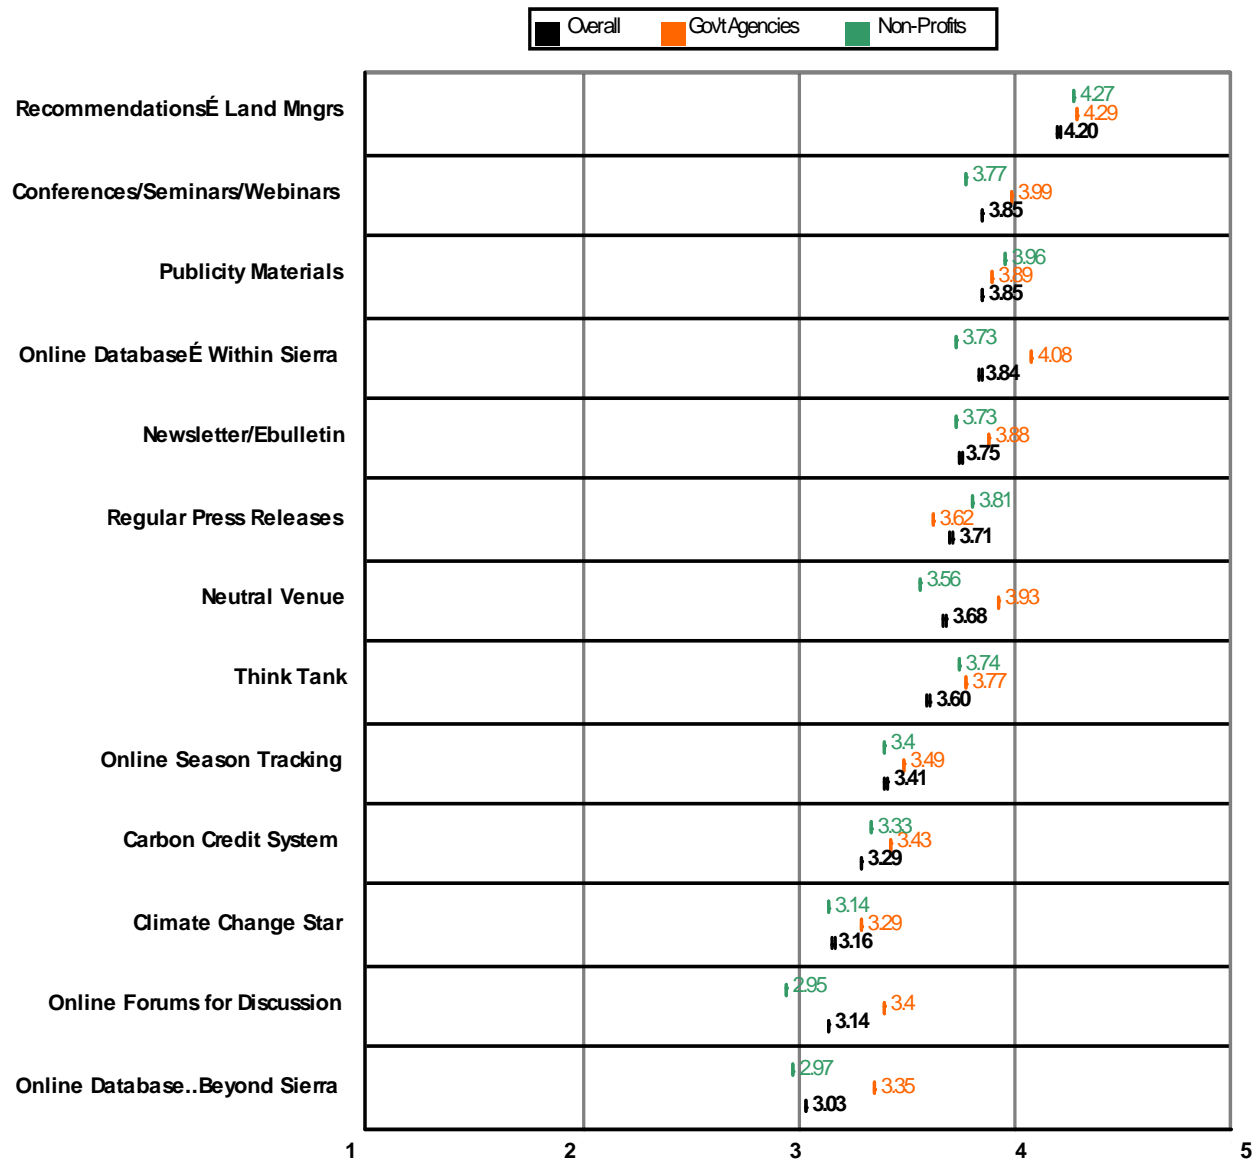 Overall Gov't Agencies Non-Profits
RecommendationsÉ Land Mngrs
4.27
4.29
4.20
Conferences/Seminars/Webinars
3.77
3.99
3.85
Publicity Materials
3.96
3.89
3.85
Online DatabaseÉ Within Sierra
3.73
4.08
3.84
Newsletter/Ebulletin
3.73
3.88
3.75
Regular Press Releases
3.81
3.62
3.71
Neutral Venue
3.56
3.93
3.68
Think Tank
3.74
3.77
3.60
Online Season Tracking
3.4
3.49
3.41
Carbon Credit System
3.33
3.43
3.29
Climate Change Star
3.14
3.29
3.16
Online Forums for Discussion
2.95
3.4
3.14
Online Database..Beyond Sierra
2.97
3.35
3.03
1 2 3 4 5